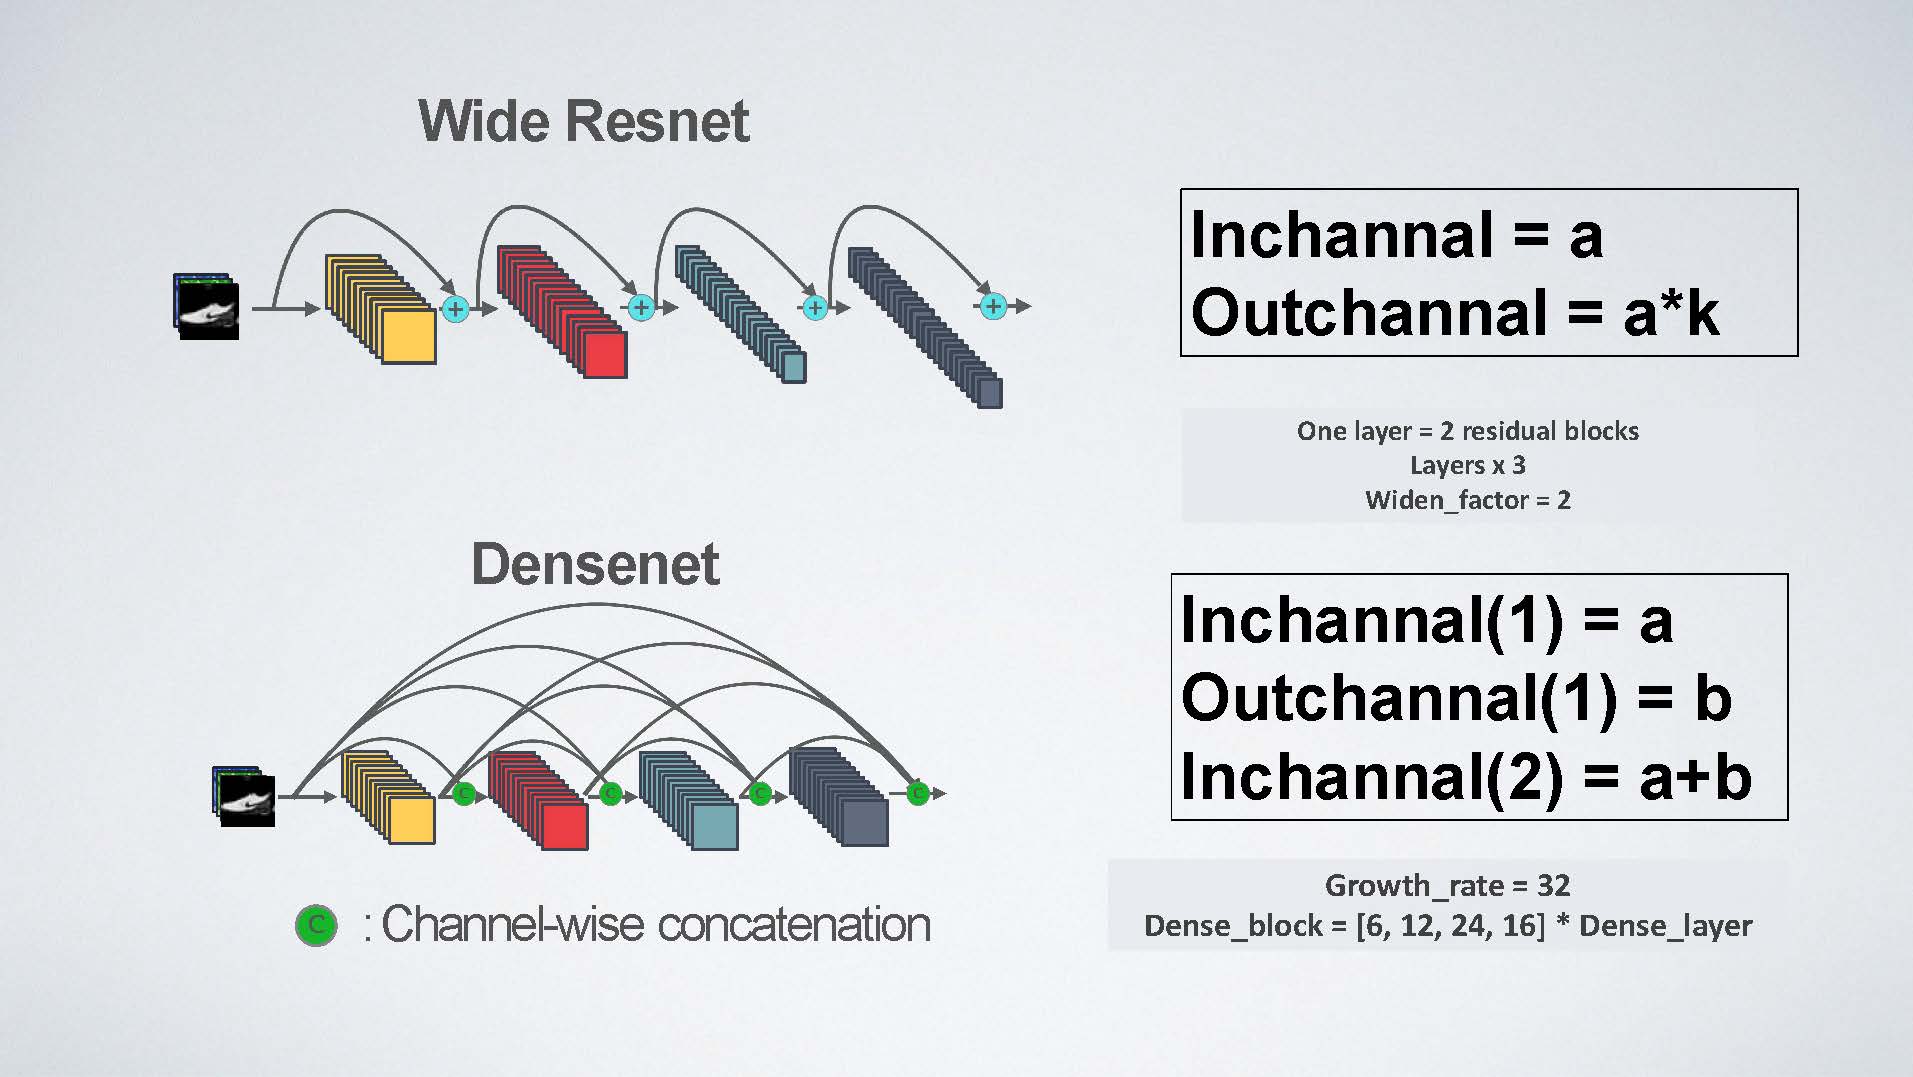 Wide Resnet
+
+
+
+
Inchannal = a
Outchannal = a*k
One layer = 2 residual blocks
Layers x 3
Widen_factor = 2
Densenet
C
C
C
C
Inchannal(1) = a
Outchannal(1) = b
Inchannal(2) = a+b
C : Channel-wise concatenation
Growth_rate = 32
Dense_block = [6, 12, 24, 16] * Dense_layer